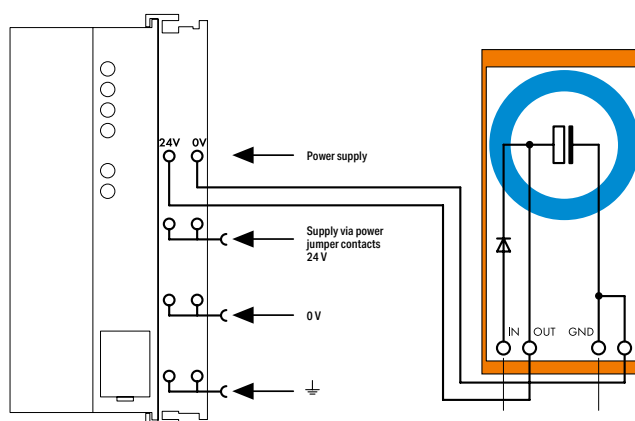 24V 0V
Power supply
Supply via power
jumper contacts
24 V
0 V
IN OUT GND